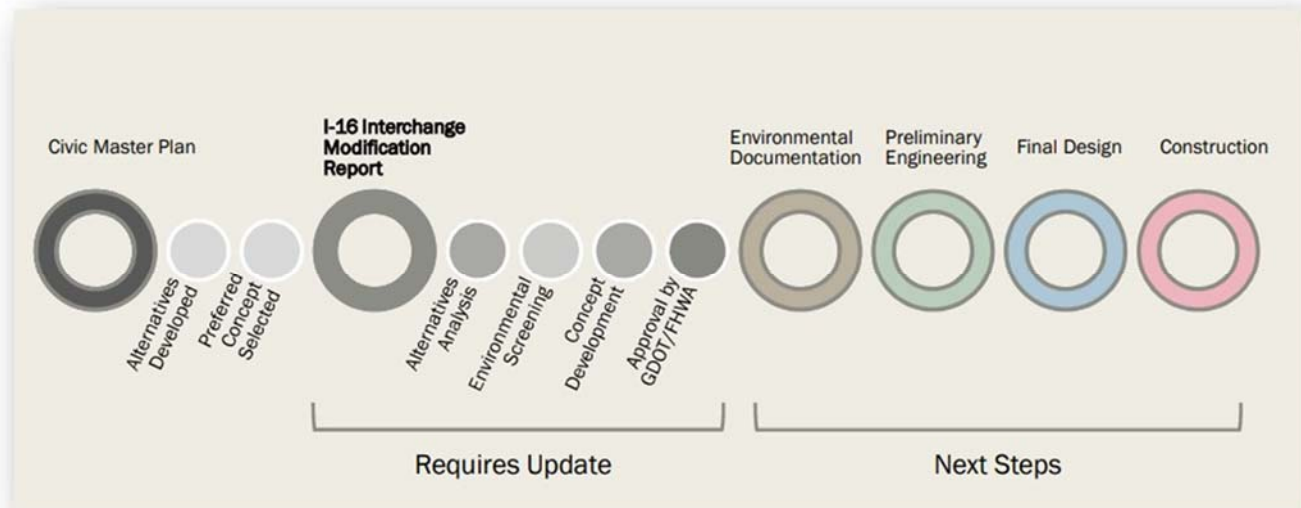 Civic Master Plan
Alternatives
Developed
Preferred
Concept
Selected
I-16 Interchange
Modification
Report
Alternatives
Analysis
Environmental
Screening
Concept
Development
Approval by
GDOT/FHWA
Environmental
Documentation
Preliminary
Engineering
Final Design
Construction
Requires Update
Next Steps